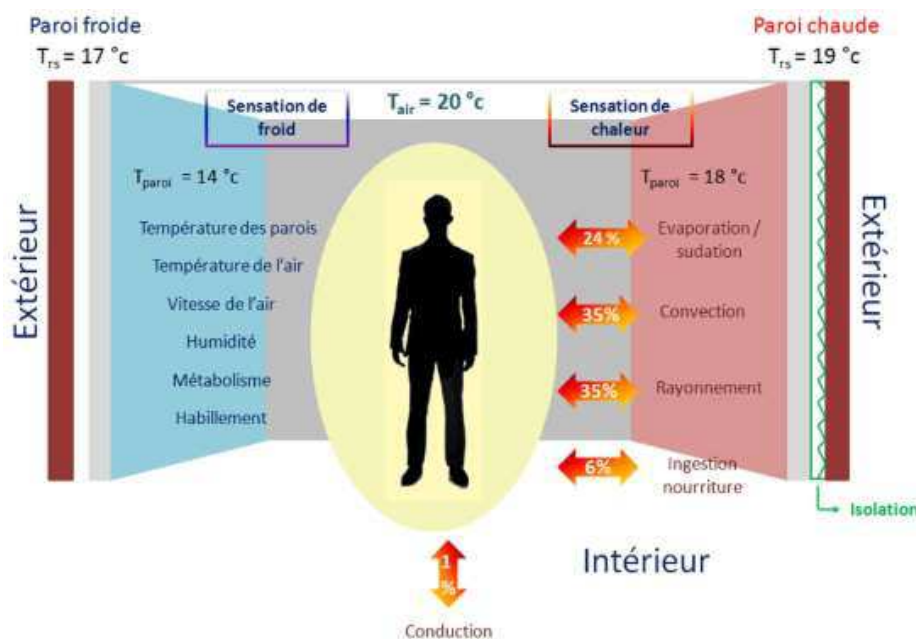 Paroi froide
T_rs = 17 °c
Paroi chaude
T_rs = 19 °c
Sensation de
froid
T_air = 20 °c
Sensation de
chaleur
T_paroi = 14 °c
T_paroi = 18 °c
Extérieur
Température des parois
Température de l'air
Vitesse de l'air
Humidité
Métabolisme
Habillement
24 %
Evaporation /
sudation
35%
Convection
35%
Rayonnement
6%
Ingestion
nourriture
Extérieur
Isolation
Intérieur
1
%
Conduction